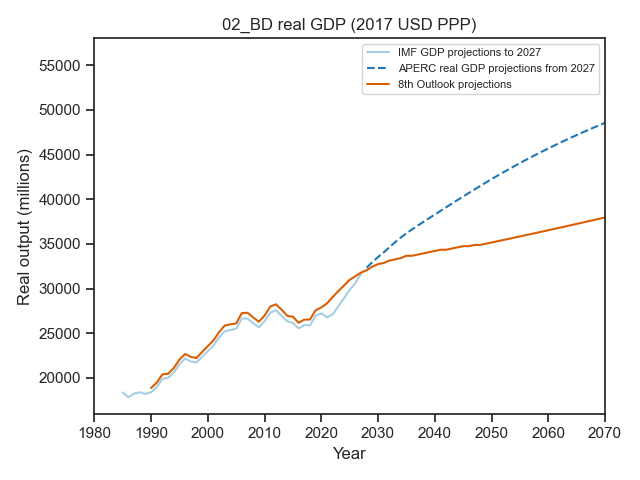 02_BD real GDP (2017 USD PPP)
IMF GDP projections to 2027
APERC real GDP projections from 2027
8th Outlook projections
Real output (millions)
55000
50000
45000
40000
35000
30000
25000
20000
1980 1990 2000 2010 2020 2030 2040 2050 2060 2070
Year